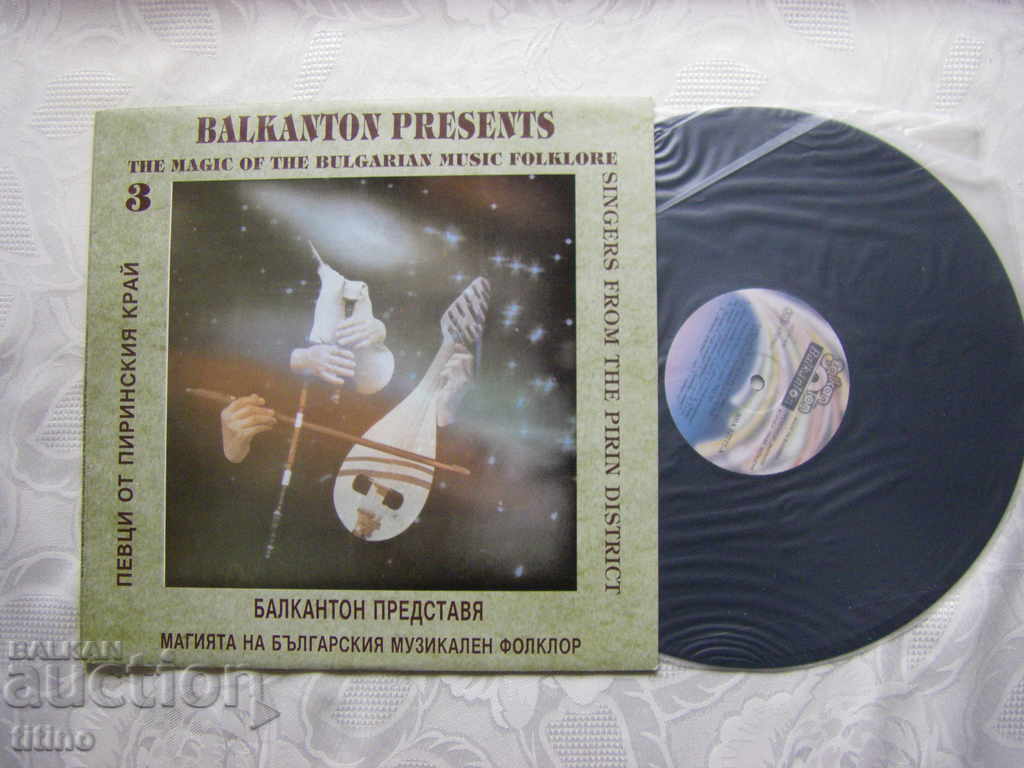 BALKANTON PRESENTS
THE MAGIC OF THE BULGARIAN MUSIC FOLKLORE
3
SINGERS FROM THE PIRIN DISTRICT
ПЕВЦИ ОТ ПИРИНСКИЯ КРАЙ
БАЛКАНТОН ПРЕДСТАВЯ
МАГИЯТА НА БЪЛГАРСКИЯ МУЗИКАЛЕН ФОЛКЛОР
Balkanton
BALKAN
auction
titino